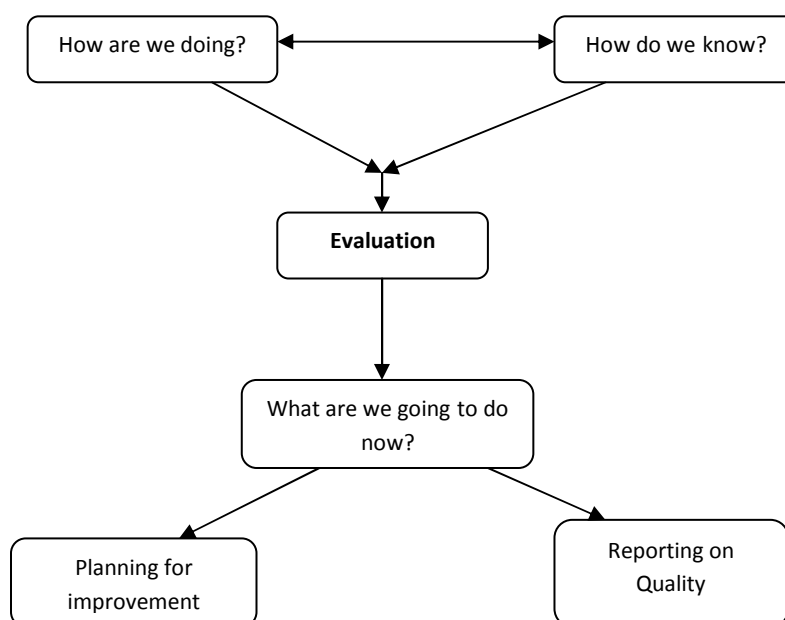 How are we doing?
How do we know?
Evaluation
What are we going to do
now?
Planning for
improvement
Reporting on
Quality